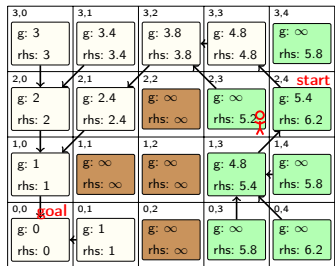 3,0 3,1 3,2 3,3 3,4
g: 3 g: 3.4 g: 3.8 g: 4.8 g: ∞
rhs: 3 rhs: 3.4 rhs: 3.8 rhs: 4.8 rhs: 5.8
2,0 2,1 2,2 2,3 2,4
start
g: 2 g: 2.4 g: ∞ g: ∞ g: 5.4
rhs: 2 rhs: 2.4 rhs: ∞ rhs: 5.2 rhs: 6.2
1,0 1,1 1,2 1,3 1,4
g: 1 g: ∞ g: ∞ g: 4.8 g: ∞
rhs: 1 rhs: ∞ rhs: ∞ rhs: 5.4 rhs: 5.8
0,0 0,1 0,2 0,3 0,4
goal
g: 0 g: 1 g: ∞ g: ∞ g: ∞
rhs: 0 rhs: 1 rhs: ∞ rhs: 5.8 rhs: 6.2